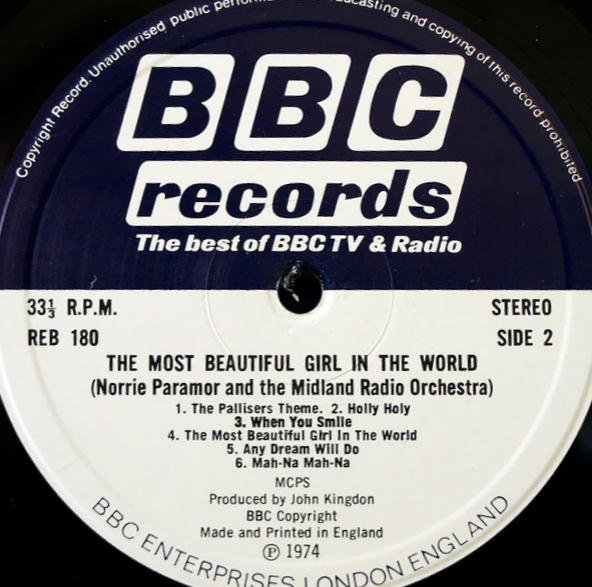 Copyright Record. Unauthorised public broadcasting and copying of this record prohibited
BBC
records
The best of BBC TV & Radio
33⅓ R.P.M.
STEREO
REB 180
SIDE 2
THE MOST BEAUTIFUL GIRL IN THE WORLD
(Norrie Paramor and the Midland Radio Orchestra)
1. The Pallisers Theme. 2. Holly Holy
3. When You Smile
4. The Most Beautiful Girl In The World
5. Any Dream Will Do
6. Mah-Na Mah-Na
MCPS
Produced by John Kingdon
BBC Copyright
Made and Printed in England
Ⓟ 1974
BBC ENTERPRISES LONDON ENGLAND